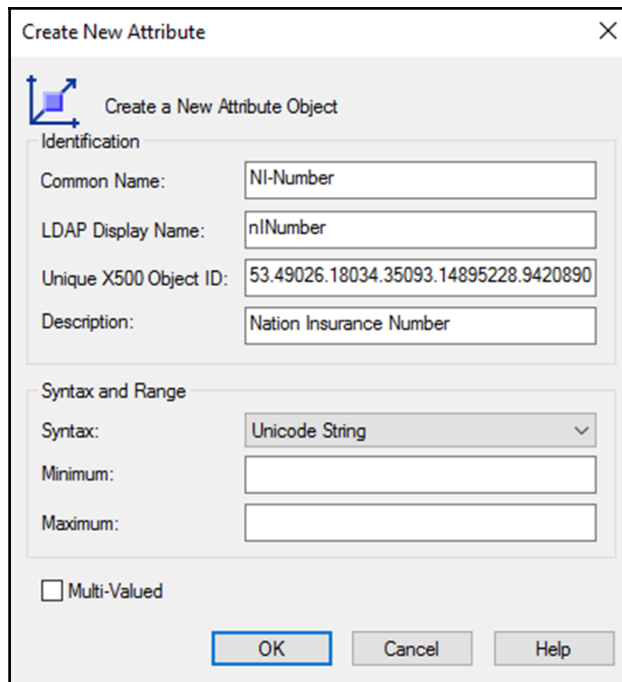 Create New Attribute
Create a New Attribute Object
Identification
Common Name: NI-Number
LDAP Display Name: nINumber
Unique X500 Object ID: 53.49026.18034.35093.14895228.9420890
Description: Nation Insurance Number
Syntax and Range
Syntax: Unicode String
Minimum:
Maximum:
Multi-Valued
OK Cancel Help